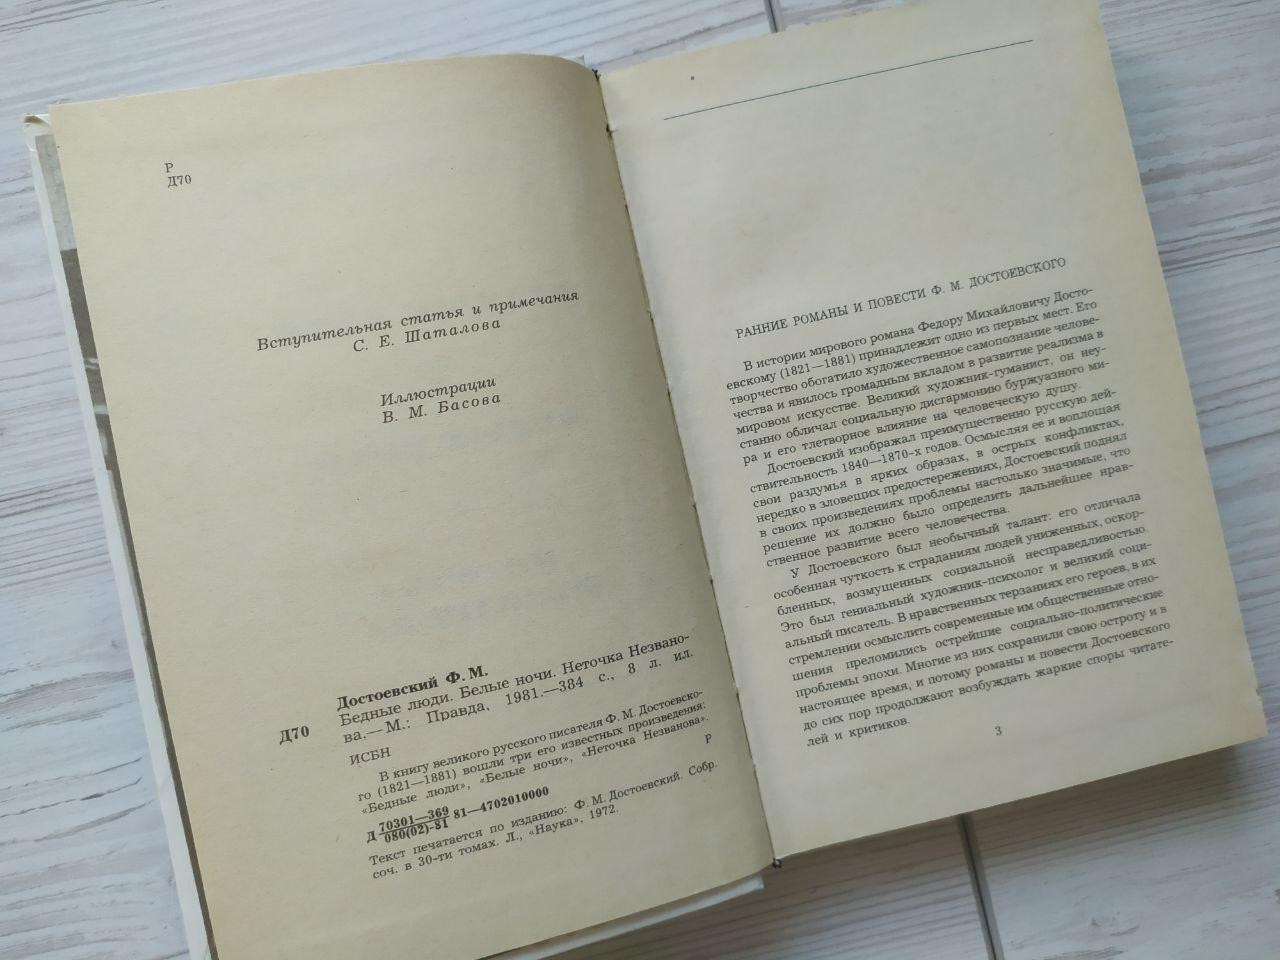 Р
Д70
Вступительная статья и примечания
С. Е. Шаталова
Иллюстрации
В. М. Басова
Достоевский Ф. М.
Д70
Бедные люди. Белые ночи. Неточка Незвано-
ва.— М.: Правда, 1981.—384 с., 8 л. ил.
ИСБН
В книгу великого русского писателя Ф. М. Достоевско-
го (1821—1881) вошли три его известных произведения:
«Бедные люди», «Белые ночи», «Неточка Незванова».
Д 70301—369
080(02)-81 81—4702010000
Р
Текст печатается по изданию: Ф. М. Достоевский. Собр.
соч. в 30-ти томах. Л., «Наука», 1972.
РАННИЕ РОМАНЫ И ПОВЕСТИ Ф. М. ДОСТОЕВСКОГО
В истории мирового романа Федору Михайловичу Досто-
евскому (1821—1881) принадлежит одно из первых мест. Его
творчество обогатило художественное самопознание челове-
чества и явилось громадным вкладом в развитие реализма в
мировом искусстве. Великий художник-гуманист, он неу-
станно обличал социальную дисгармонию буржуазного ми-
ра и его тлетворное влияние на человеческую душу.
Достоевский изображал преимущественно русскую дей-
ствительность 1840—1870-х годов. Осмысляя ее и воплощая
свои раздумья в ярких образах, в острых конфликтах,
нередко в зловещих предостережениях, Достоевский поднял
в своих произведениях проблемы настолько значимые, что
решение их должно было определить дальнейшее нрав-
ственное развитие всего человечества.
У Достоевского был необычный талант: его отличала
особенная чуткость к страданиям людей униженных, оскор-
бленных, возмущенных социальной несправедливостью.
Это был гениальный художник-психолог и великий соци-
альный писатель. В нравственных терзаниях его героев, в их
стремлении осмыслить современные им общественные отно-
шения преломились острейшие социально-политические
проблемы эпохи. Многие из них сохранили свою остроту и в
настоящее время, и потому романы и повести Достоевского
до сих пор продолжают возбуждать жаркие споры читате-
лей и критиков.
3